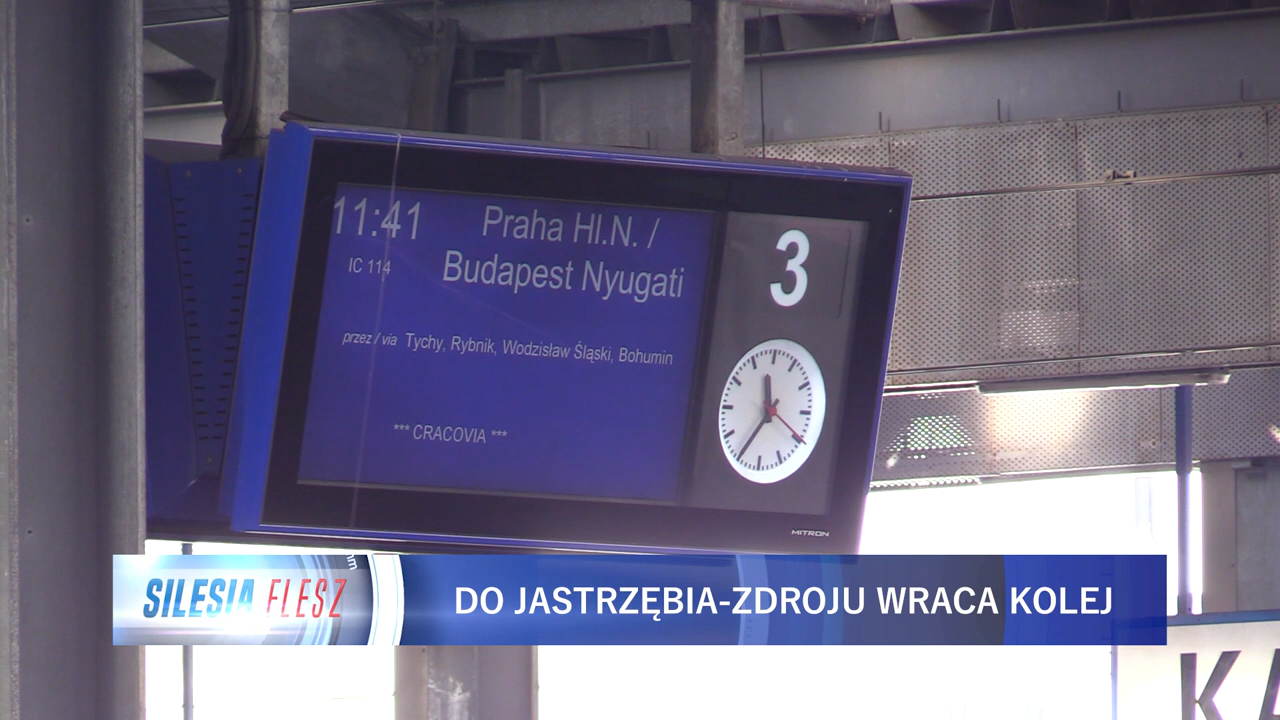 11:41 Praha Hl.N. / 3
IC 114 Budapest Nyugati
przez / via Tychy, Rybnik, Wodzisław Śląski, Bohumin
*** CRACOVIA ***
MITRON
SILESIA FLESZ
DO JASTRZĘBIA-ZDROJU WRACA KOLEJ
KA